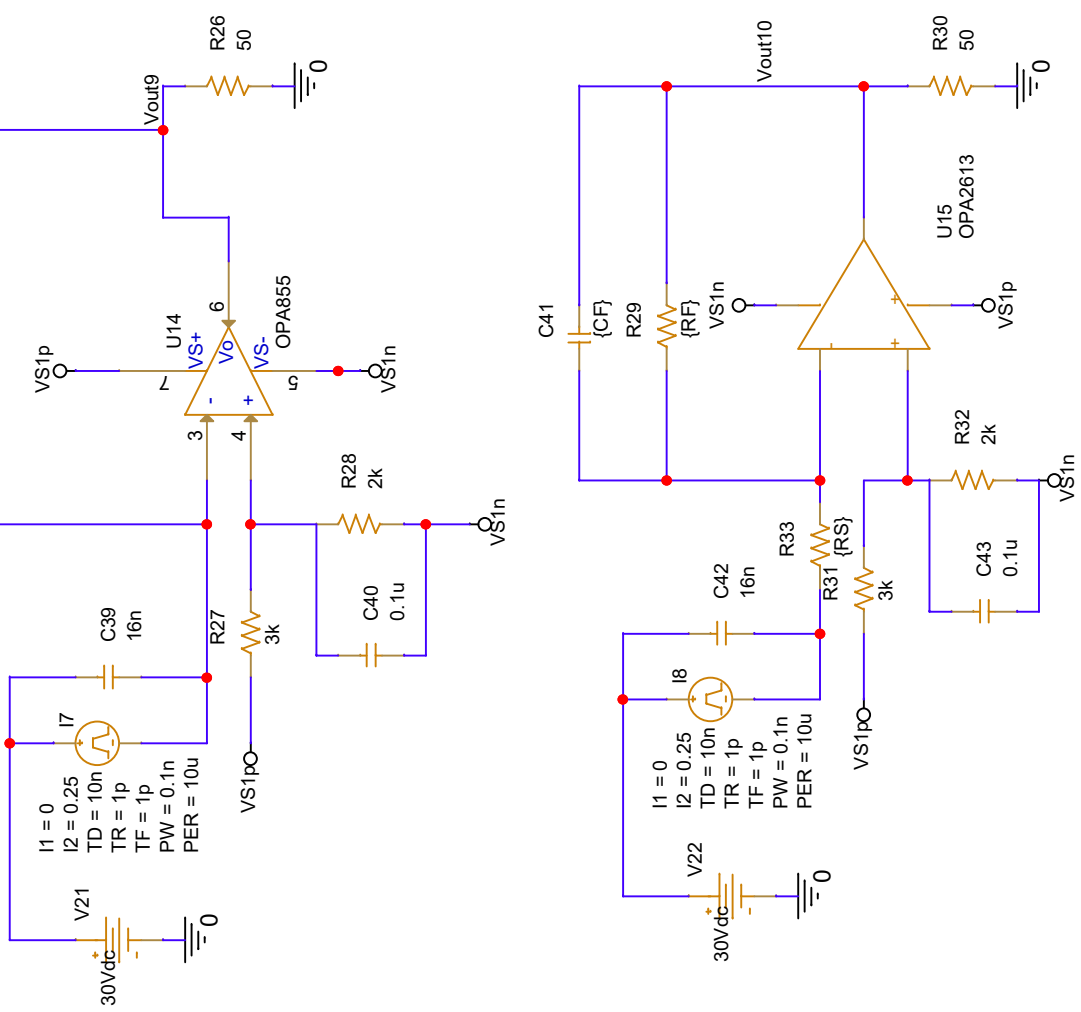 R26
50
0
Vout9
VS1p
7
U14
VS+
6
Vo
VS-
OPA855
5
VS1n
-
+
3
4
R28
2k
VS1n
C40
0.1u
R27
3k
VS1p
C39
16n
I7
+
-
I1 = 0
I2 = 0.25
TD = 10n
TR = 1p
TF = 1p
PW = 0.1n
PER = 10u
V21
+
-
30Vdc
0
Vout10
R30
50
0
U15
OPA2613
C41
{CF}
R29
{RF}
VS1n
VS1p
-
+
+
R32
2k
VS1n
C43
0.1u
R33
{RS}
R31
3k
VS1p
C42
16n
I8
+
-
I1 = 0
I2 = 0.25
TD = 10n
TR = 1p
TF = 1p
PW = 0.1n
PER = 10u
V22
+
-
30Vdc
0